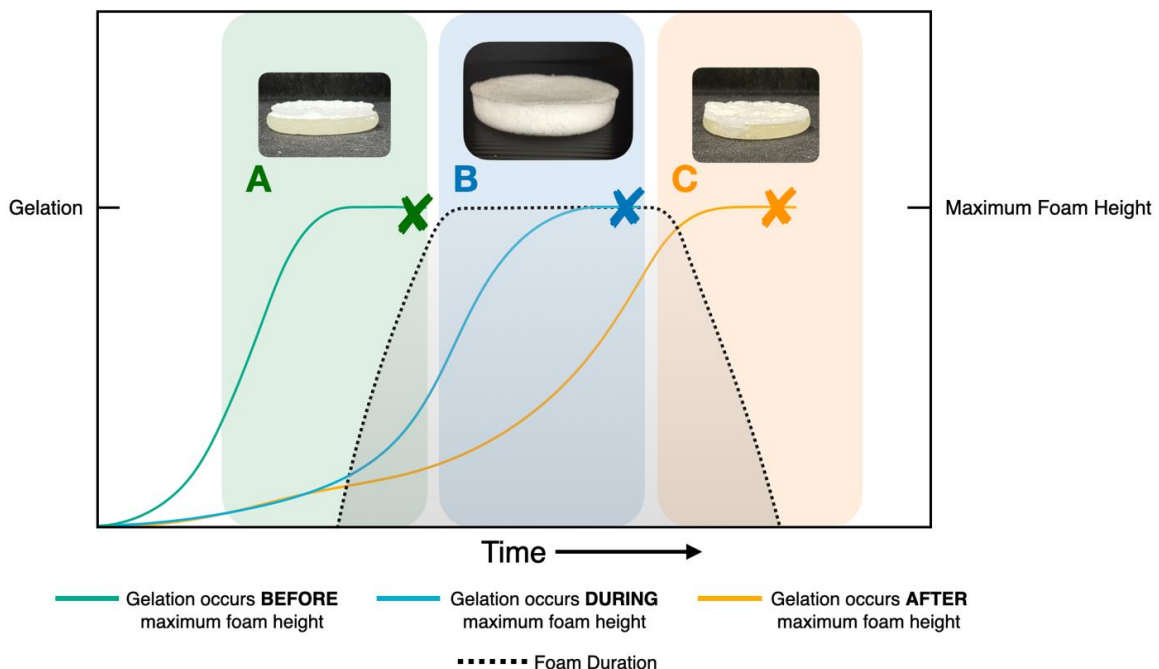 A
B
C
Gelation
Maximum Foam Height
Time
Gelation occurs BEFORE
maximum foam height
Gelation occurs DURING
maximum foam height
Gelation occurs AFTER
maximum foam height
Foam Duration